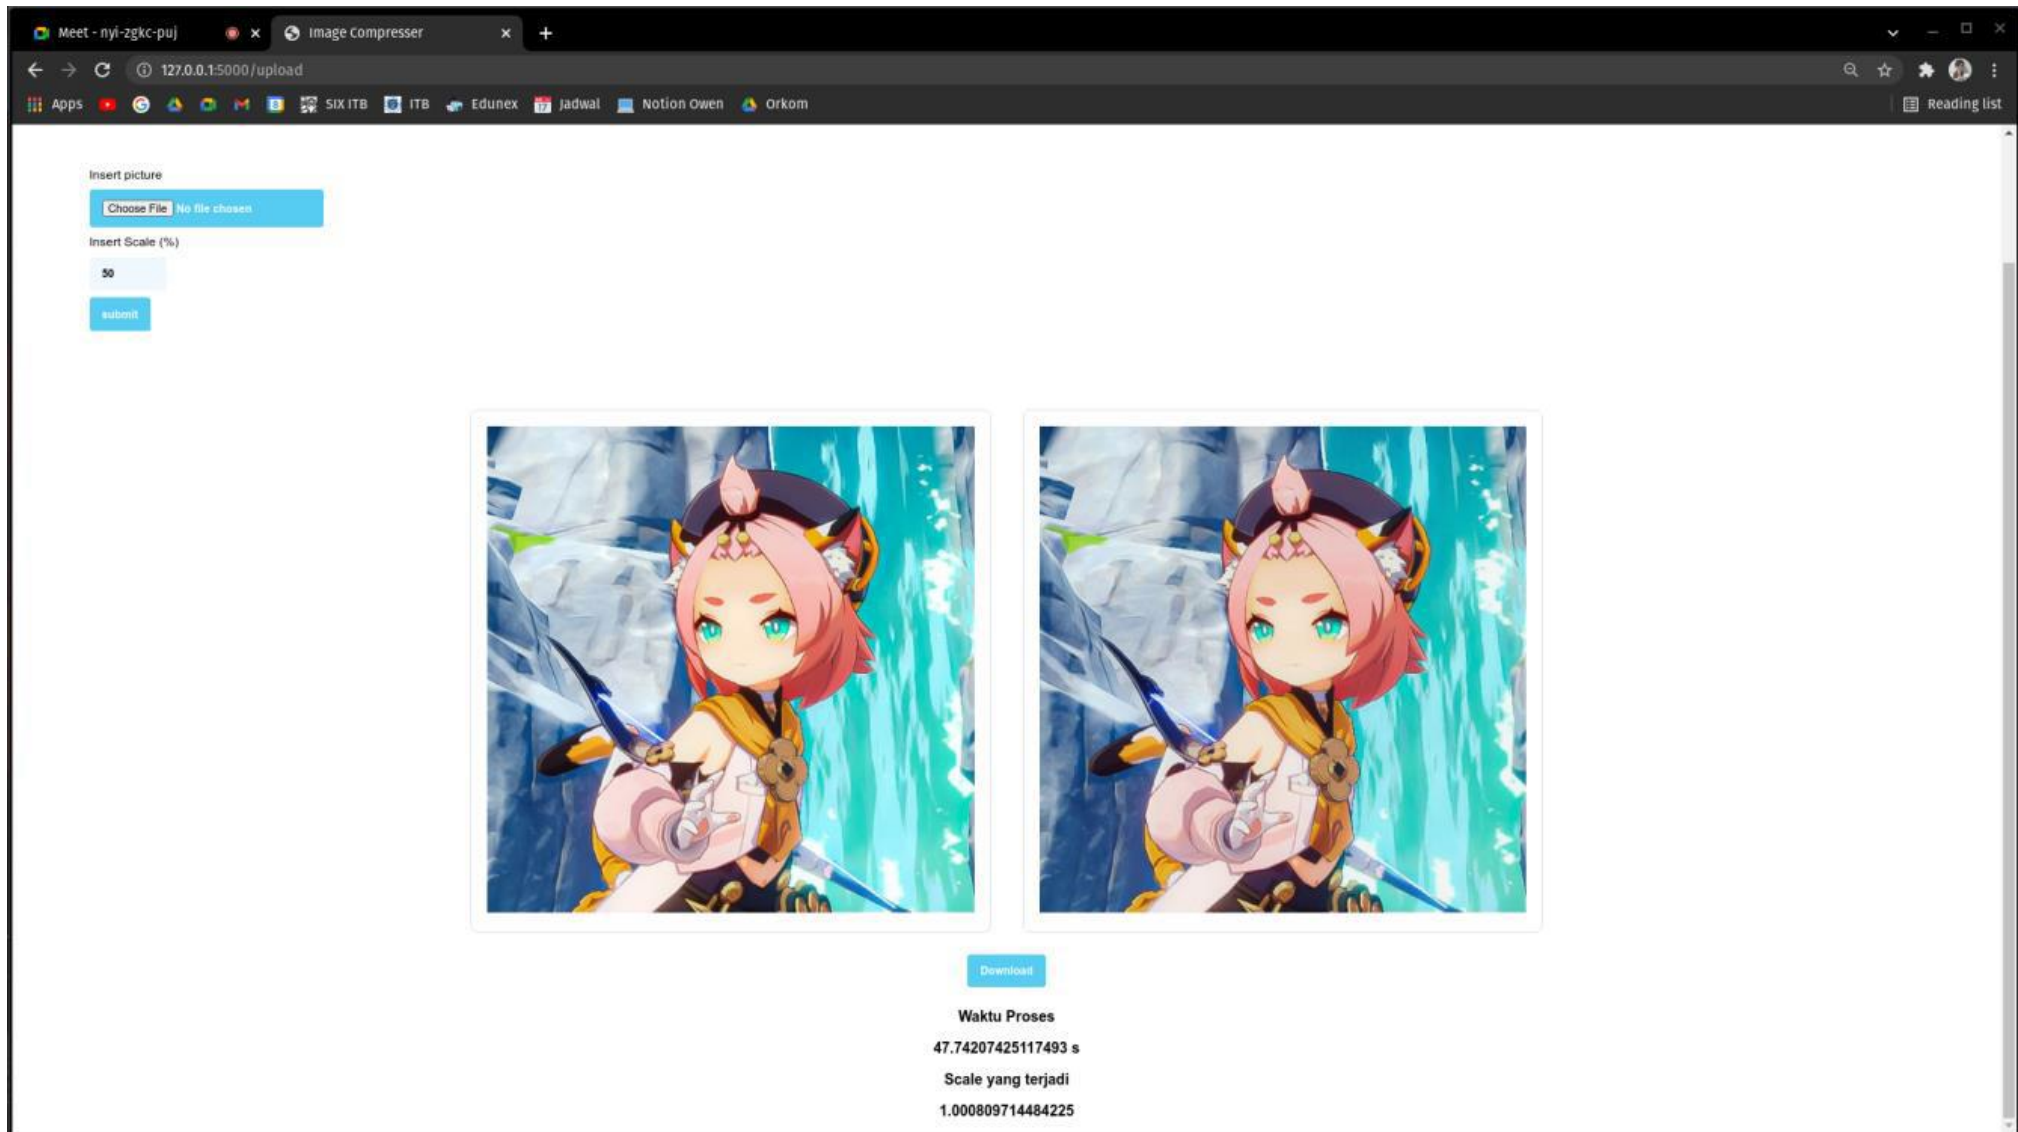 Meet - nyi-zgkc-puj
Image Compresser
127.0.0.1:5000/upload
Apps
SIX ITB
ITB
Edunex
17
Jadwal
Notion Owen
Orkom
Reading list
Insert picture
Choose File No file chosen
Insert Scale (%)
50
submit
Download
Waktu Proses
47.74207425117493 s
Scale yang terjadi
1.000809714484225